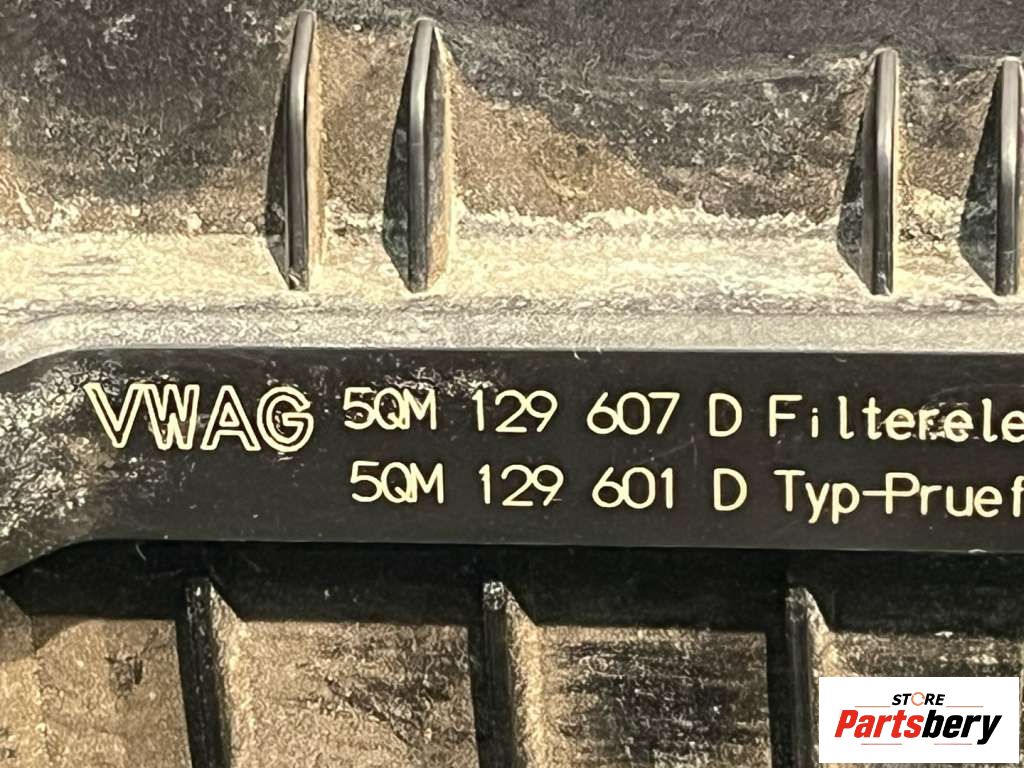 VWAG 5QM 129 607 D Filterele
5QM 129 601 D Typ-Pruef
STORE
Partsbery